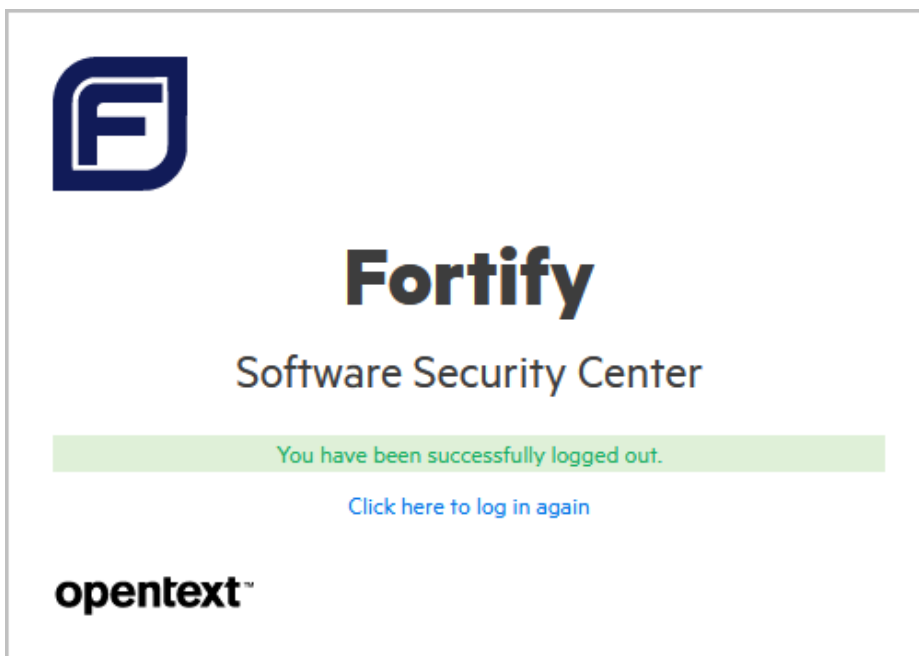 F
Fortify
Software Security Center
You have been successfully logged out.
Click here to log in again
opentext™